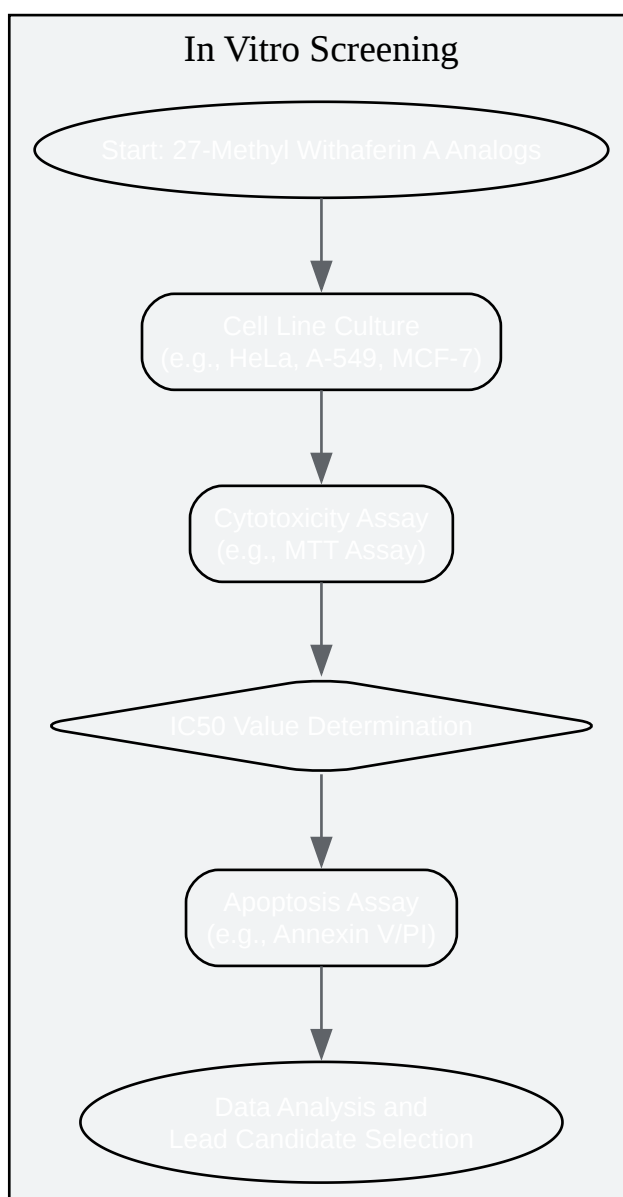 In Vitro Screening
Start: 27-Methyl Withaferin A Analogs
Cell Line Culture
(e.g., HeLa, A-549, MCF-7)
Cytotoxicity Assay
(e.g., MTT Assay)
IC50 Value Determination
Apoptosis Assay
(e.g., Annexin V/PI)
Data Analysis and
Lead Candidate Selection